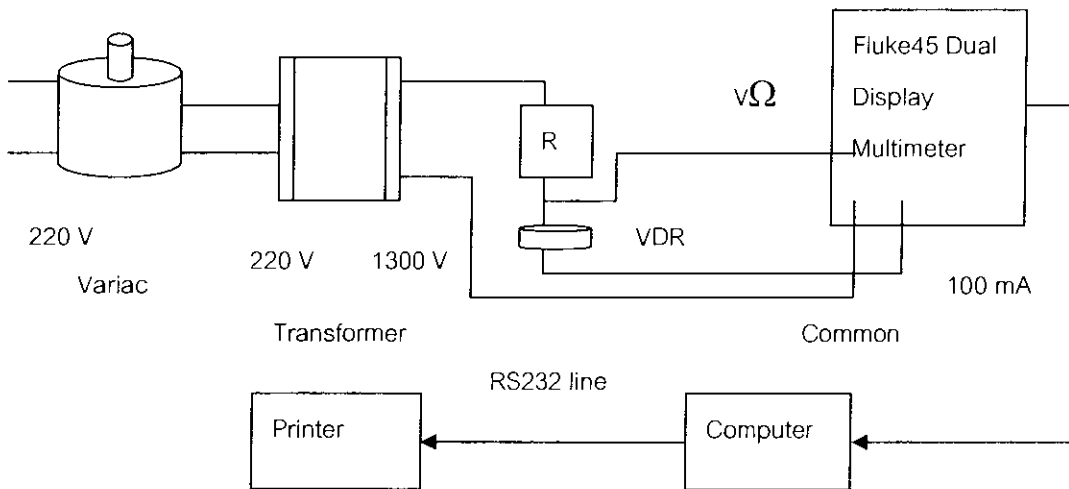 Fluke45 Dual
Display
Multimeter
VΩ
R
220 V
Variac
220 V
1300 V
VDR
100 mA
Transformer
Common
RS232 line
Printer
Computer